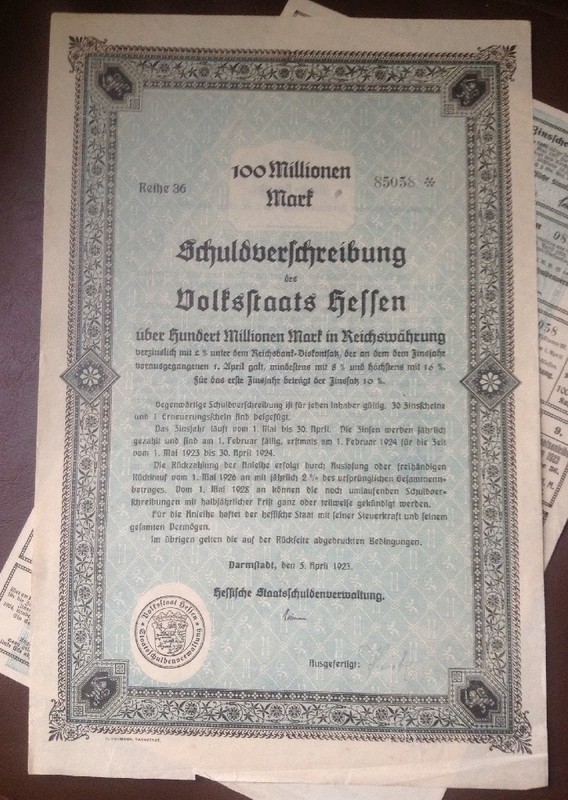 100 Millionen
Mark
Reihe 36
85058 *
Schuldverschreibung
des
Volksstaats Hessen
über Hundert Millionen Mark in Reichswährung
verzinslich mit 2 % unter dem Reichsbank-Diskontsatz, der an dem dem Zinsjahr
vorausgegangenen 1. April galt, mindestens mit 8 % und höchstens mit 16 %.
Für das erste Zinsjahr beträgt der Zinsfatz 10 %.
Gegenwärtige Schuldverschreibung ist für jeden Inhaber gültig. 30 Zinsscheine
und 1 Erneuerungsschein sind beigefügt.
Das Zinsjahr läuft vom 1. Mai bis 30. April. Die Zinsen werden jährlich
gezahlt und sind am 1. Februar fällig, erstmals am 1. Februar 1924 für die Zeit
vom 1. Mai 1923 bis 30. April 1924.
Die Rückzahlung der Anleihe erfolgt durch Auslosung oder freihändigen
Rückkauf vom 1. Mai 1926 an mit jährlich 2 % des ursprünglichen Gesamtnenn-
betrages. Vom 1. Mai 1928 an können die noch umlaufenden Schuldver-
schreibungen mit halbjährlicher Frist ganz oder teilweise gekündigt werden.
Für die Anleihe haftet der hessische Staat mit seiner Steuerkraft und seinem
gesamten Vermögen.
Im übrigen gelten die auf der Rückseite abgedruckten Bedingungen.
Darmstadt, den 5. April 1923.
Hessische Staatsschuldenverwaltung.
Volksstaat Hessen
Staatsschuldenverwaltung
Ausgefertigt:
Zinssche
9.